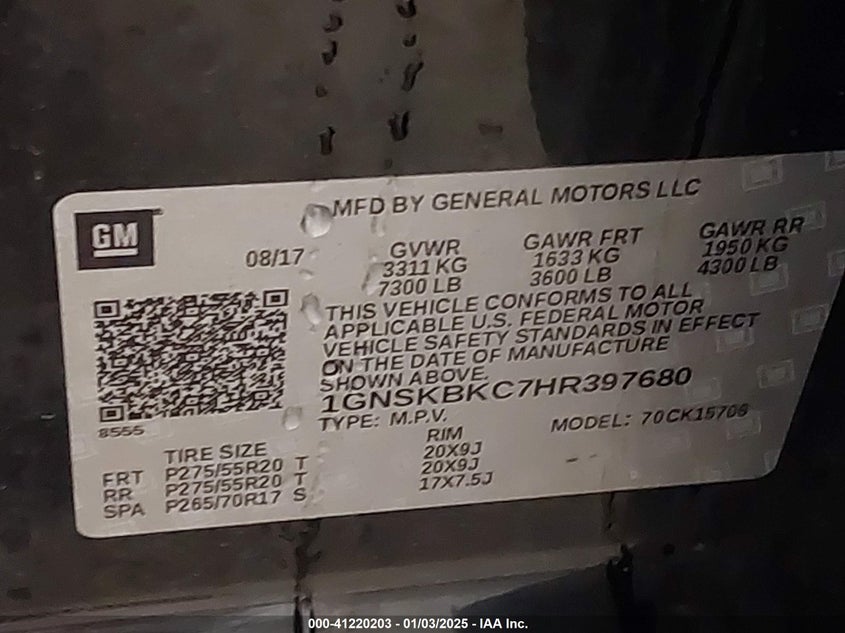 GM
MFD BY GENERAL MOTORS LLC
08/17
GVWR
3311 KG
7300 LB
GAWR FRT
1633 KG
3600 LB
GAWR RR
1950 KG
4300 LB
THIS VEHICLE CONFORMS TO ALL
APPLICABLE U.S. FEDERAL MOTOR
VEHICLE SAFETY STANDARDS IN EFFECT
ON THE DATE OF MANUFACTURE
SHOWN ABOVE.
1GNSKBKC7HR397680
TYPE: M.P.V.
MODEL: 70CK15706
8555
TIRE SIZE RIM
FRT P275/55R20 T 20X9J
RR P275/55R20 T 20X9J
SPA P265/70R17 S 17X7.5J
000-41220203 - 01/03/2025 - IAA Inc.